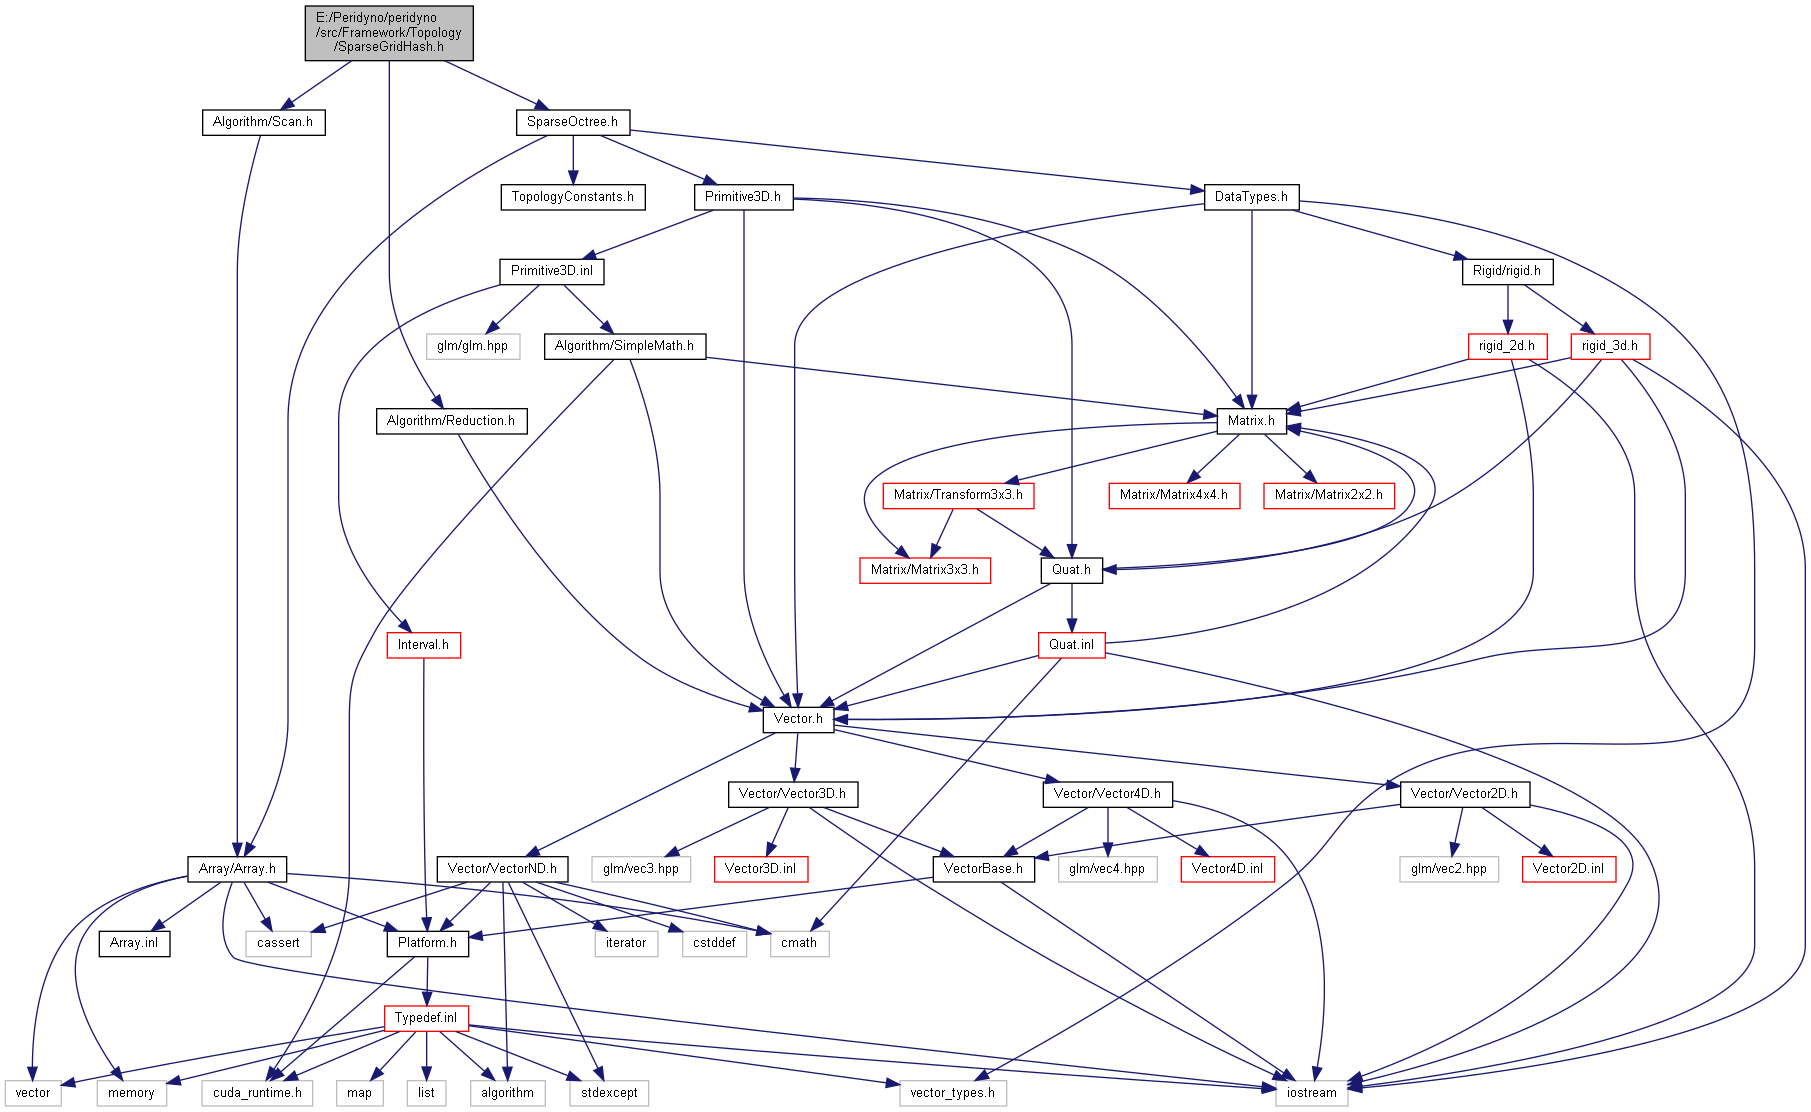 E:/Peridyno/peridyno
/src/Framework/Topology
/SparseGridHash.h
Algorithm/Scan.h
SparseOctree.h
TopologyConstants.h
Primitive3D.h
DataTypes.h
Primitive3D.inl
Rigid/rigid.h
glm/glm.hpp
Algorithm/SimpleMath.h
rigid_2d.h
rigid_3d.h
Algorithm/Reduction.h
Matrix.h
Matrix/Transform3x3.h
Matrix/Matrix4x4.h
Matrix/Matrix2x2.h
Matrix/Matrix3x3.h
Quat.h
Interval.h
Quat.inl
Vector.h
Vector/Vector3D.h
Vector/Vector4D.h
Vector/Vector2D.h
Array/Array.h
Vector/VectorND.h
glm/vec3.hpp
Vector3D.inl
VectorBase.h
glm/vec4.hpp
Vector4D.inl
glm/vec2.hpp
Vector2D.inl
Array.inl
cassert
Platform.h
iterator
cstddef
cmath
Typedef.inl
vector
memory
cuda_runtime.h
map
list
algorithm
stdexcept
vector_types.h
iostream